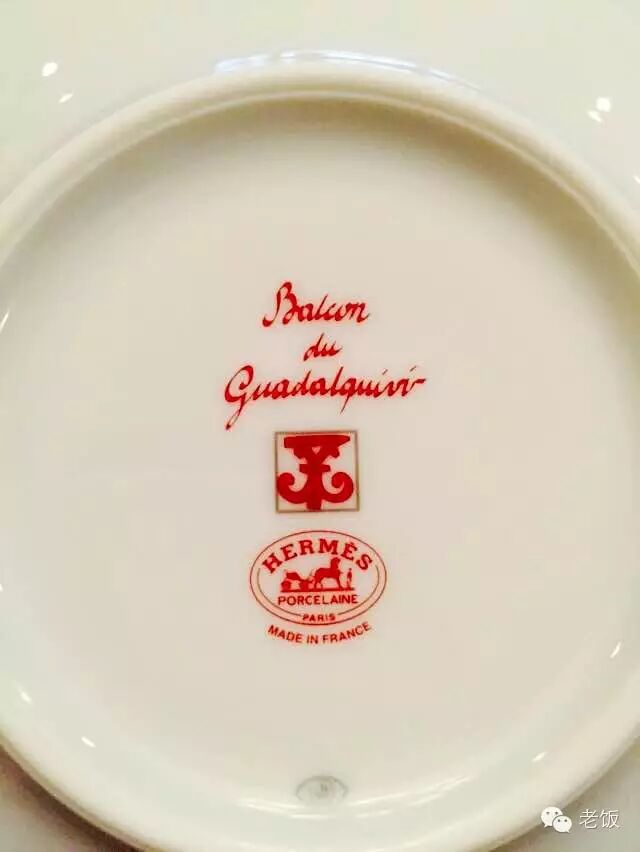 Balcon
du
Guadalquivir
HERMÈS
PORCELAINE
PARIS
MADE IN FRANCE
老饭